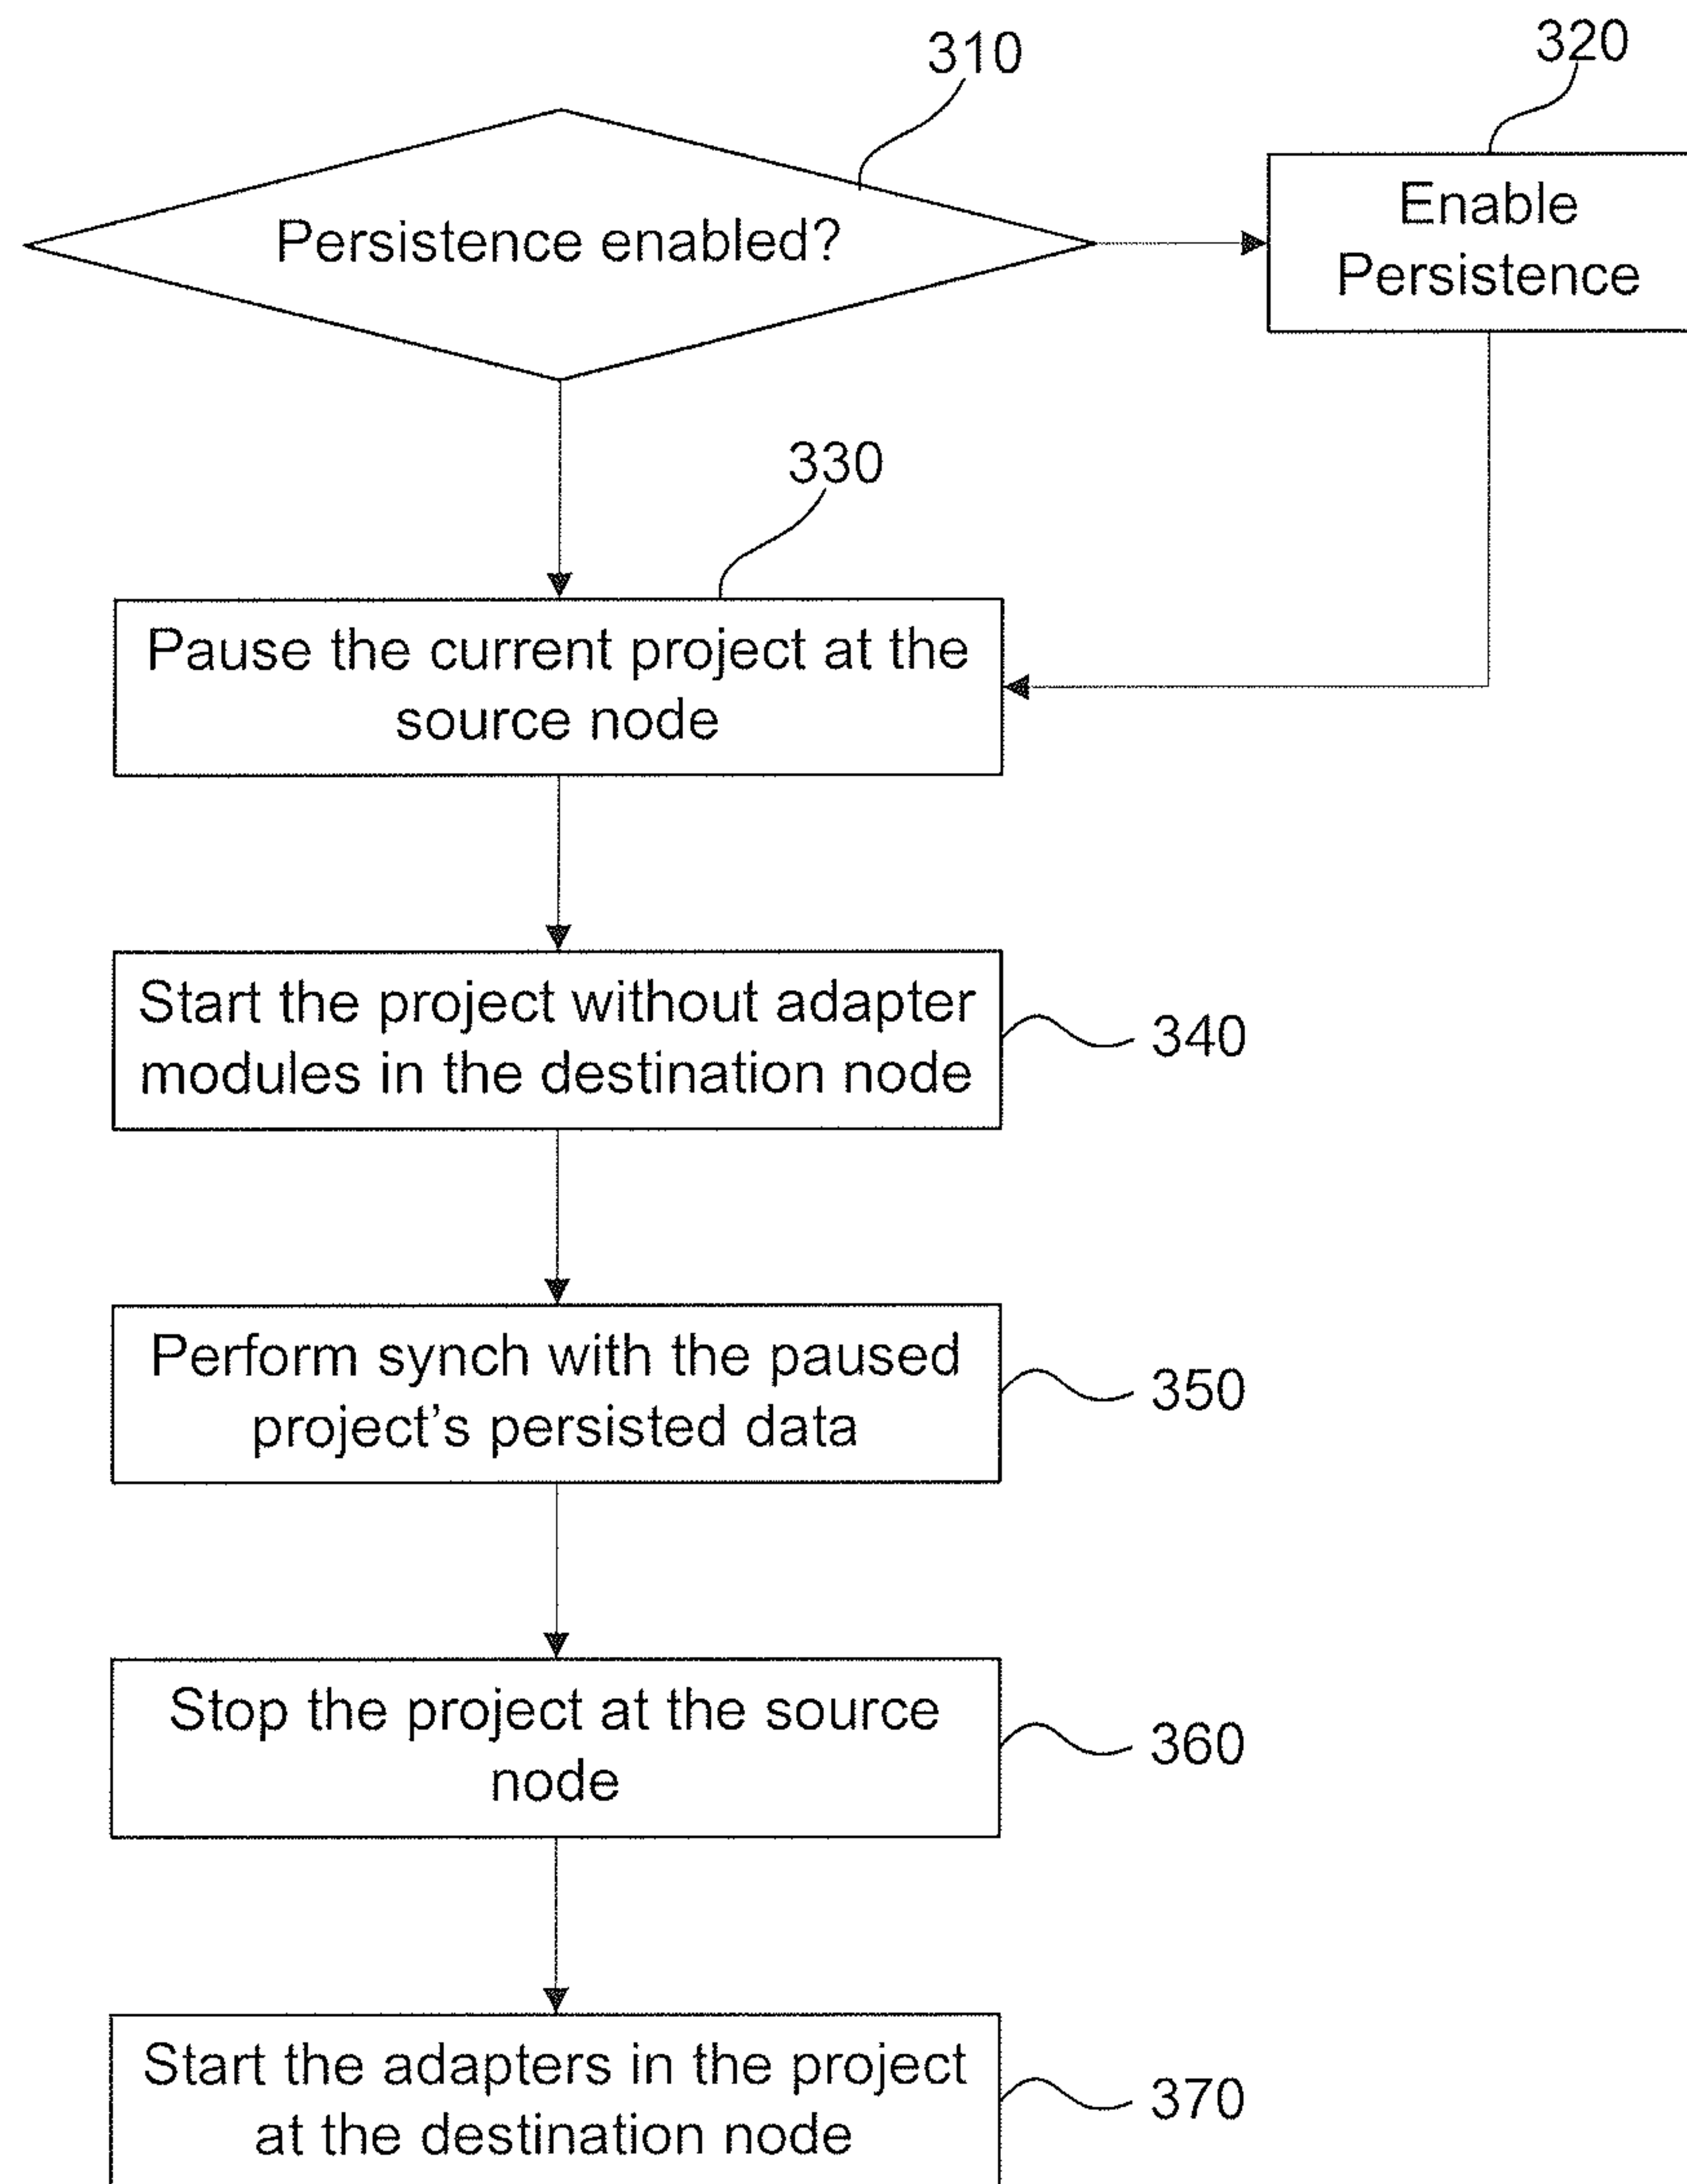 310
320
Persistence enabled?
Enable
Persistence
330
Pause the current project at the
source node
Start the project without adapter
modules in the destination node
340
Perform synch with the paused
project's persisted data
350
Stop the project at the source
node
360
Start the adapters in the project
at the destination node
370